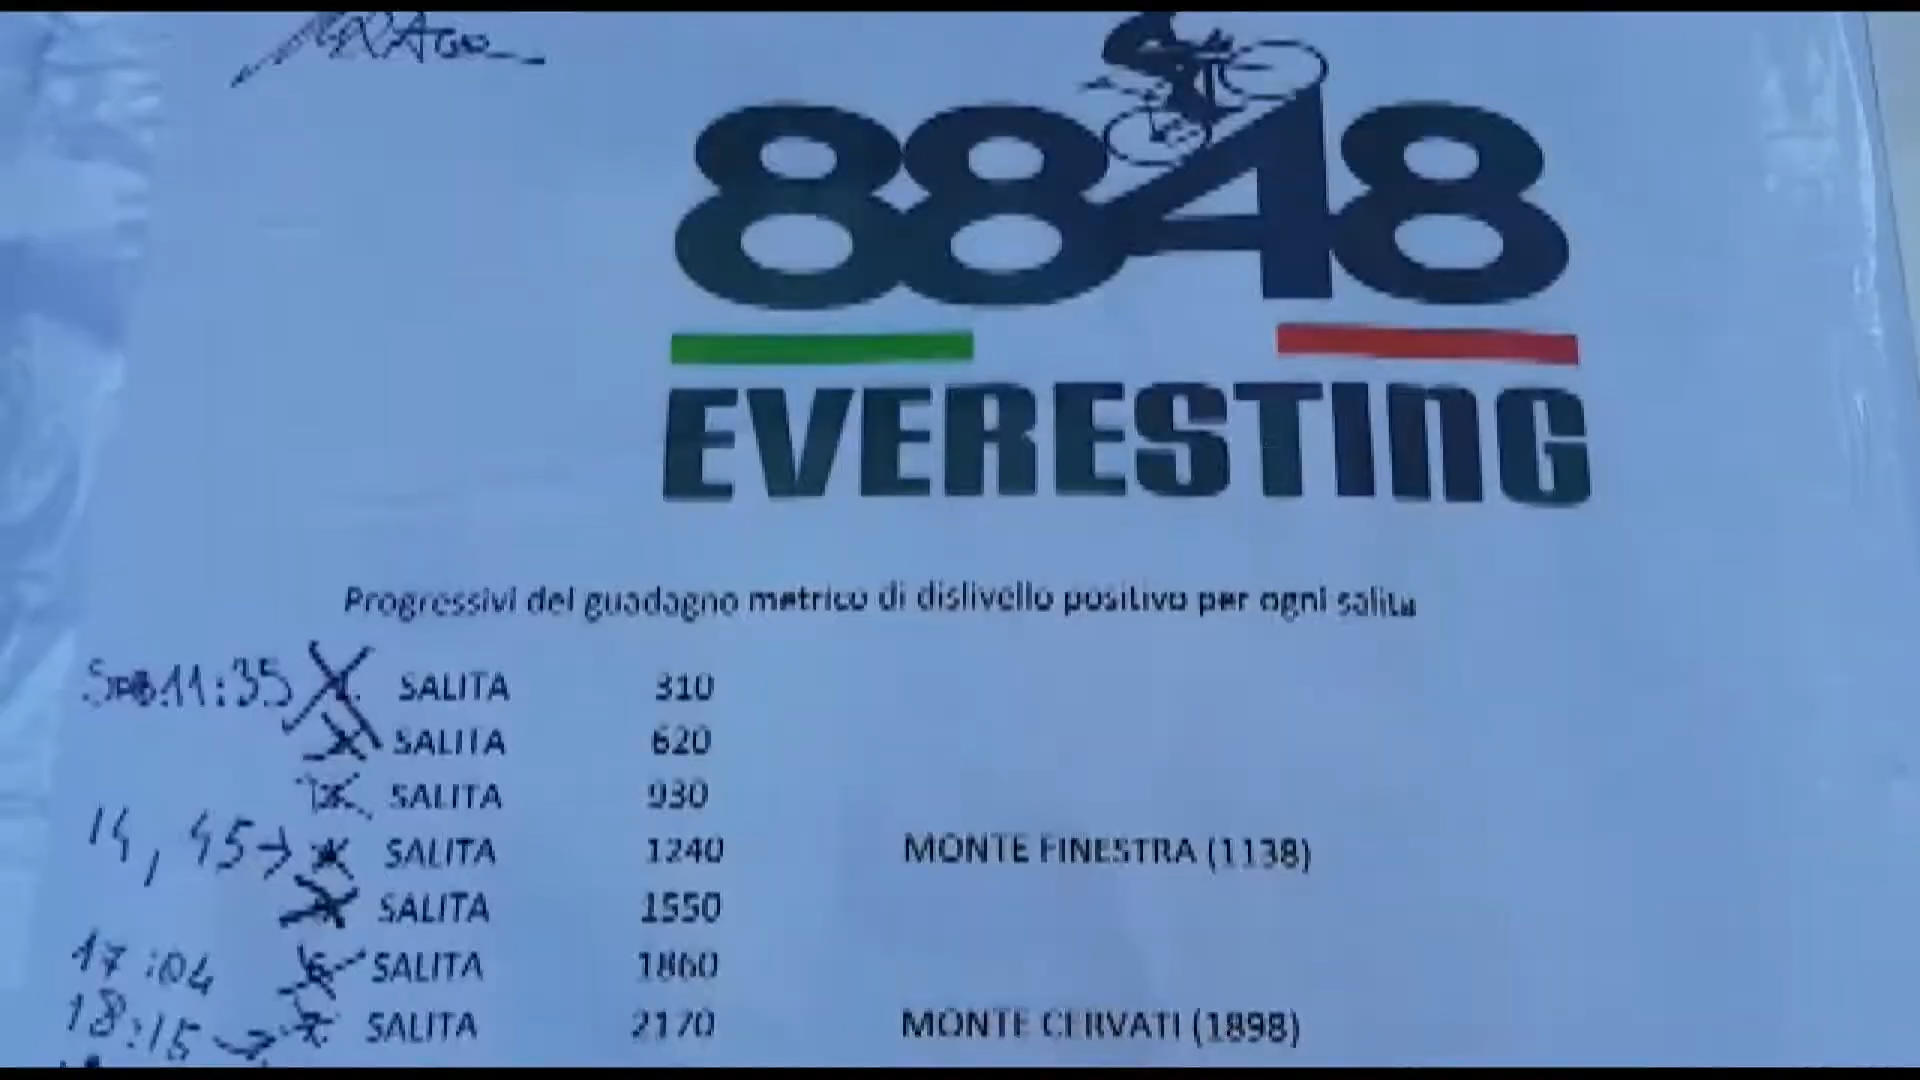 8848
EVERESTING
Progressivi del guadagno metrico di dislivello positivo per ogni salita
SAB. 11:35 SALITA 310
SALITA 620
SALITA 930
14,45→ SALITA 1240 MONTE FINESTRA (1138)
SALITA 1550
17:04 SALITA 1860
18:15 → SALITA 2170 MONTE CERVATI (1898)